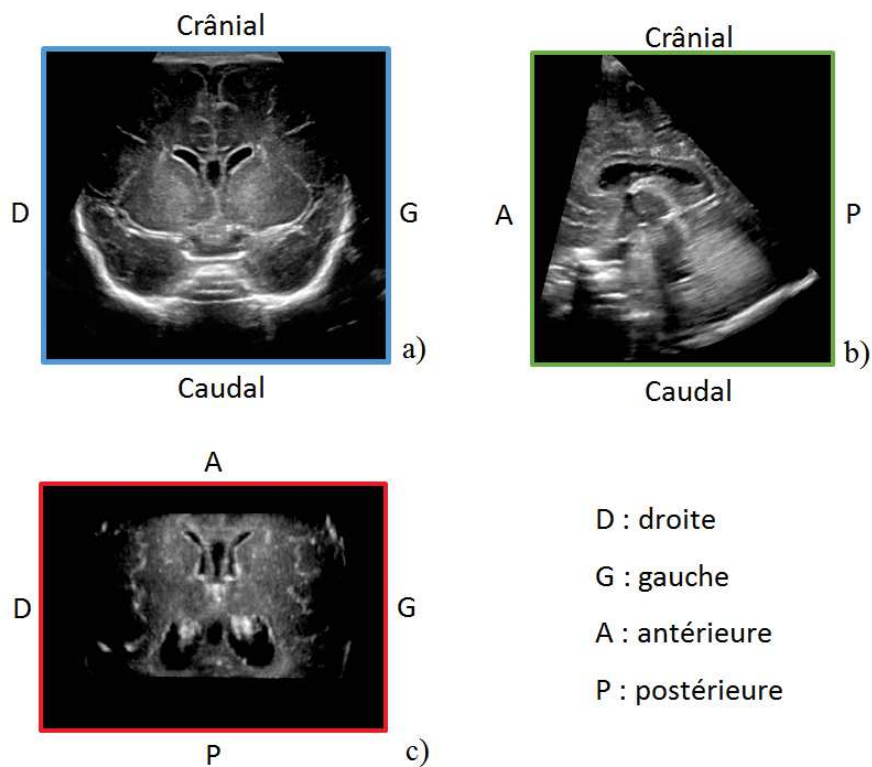 Crânial
D
G
a)
Caudal
Crânial
A
P
b)
Caudal
A
D
G
c)
P
D : droite
G : gauche
A : antérieure
P : postérieure